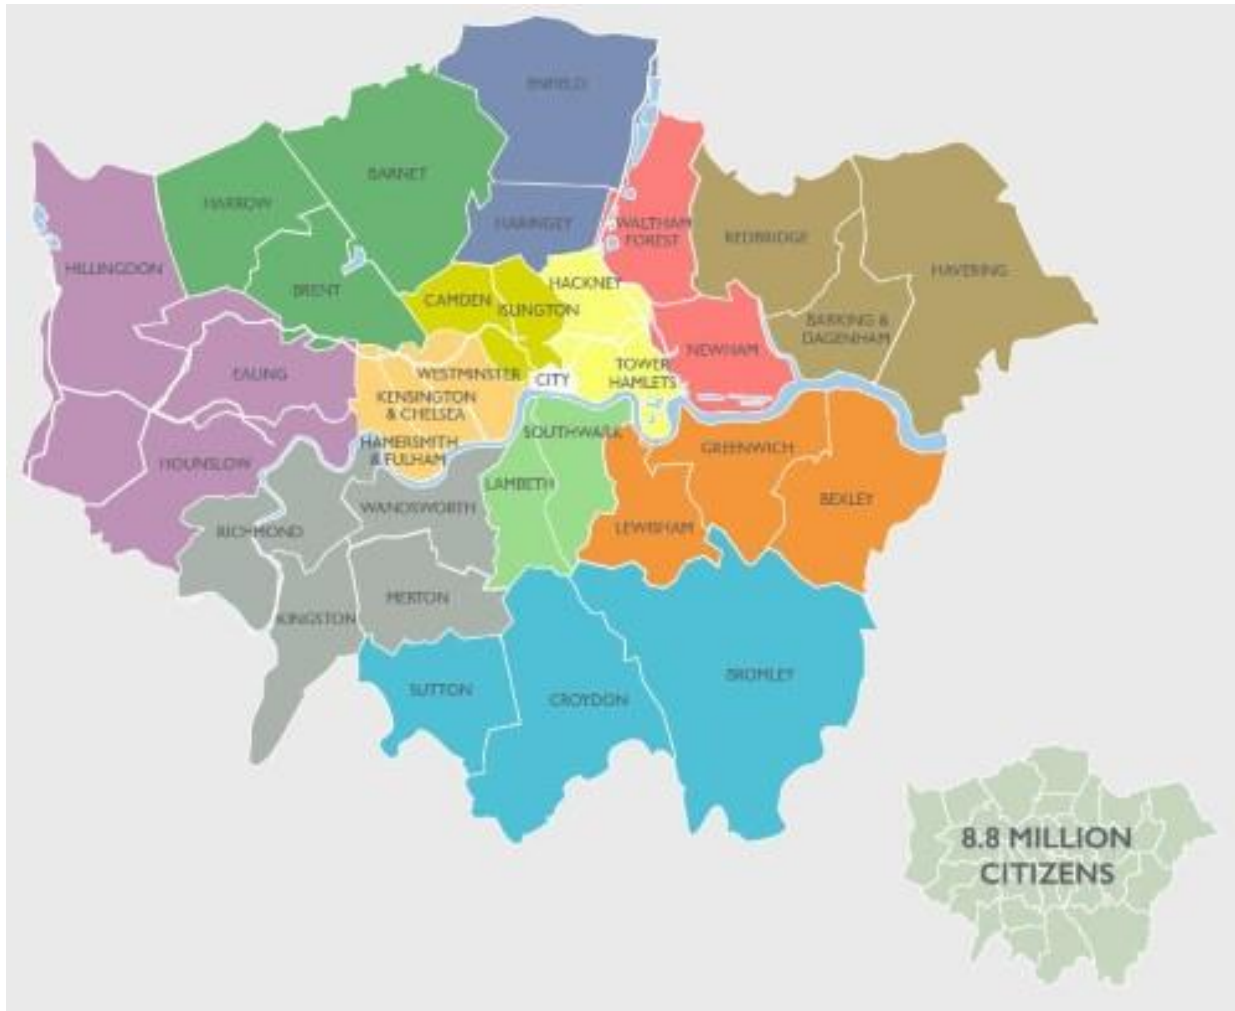 ENFIELD
BARNET
HARROW
HARINGEY
WALTHAM
FOREST
REDBRIDGE
HILLINGDON
HAVERING
BRENT
HACKNEY
CAMDEN
ISLINGTON
BARKING &
DAGENHAM
NEWHAM
EALING
WESTMINSTER
CITY
TOWER
HAMLETS
KENSINGTON
& CHELSEA
SOUTHWARK
HAMERSMITH
& FULHAM
GREENWICH
HOUNSLOW
LAMBETH
BEXLEY
WANDSWORTH
RICHMOND
LEWISHAM
MERTON
KINGSTON
SUTTON
CROYDON
BROMLEY
8.8 MILLION
CITIZENS